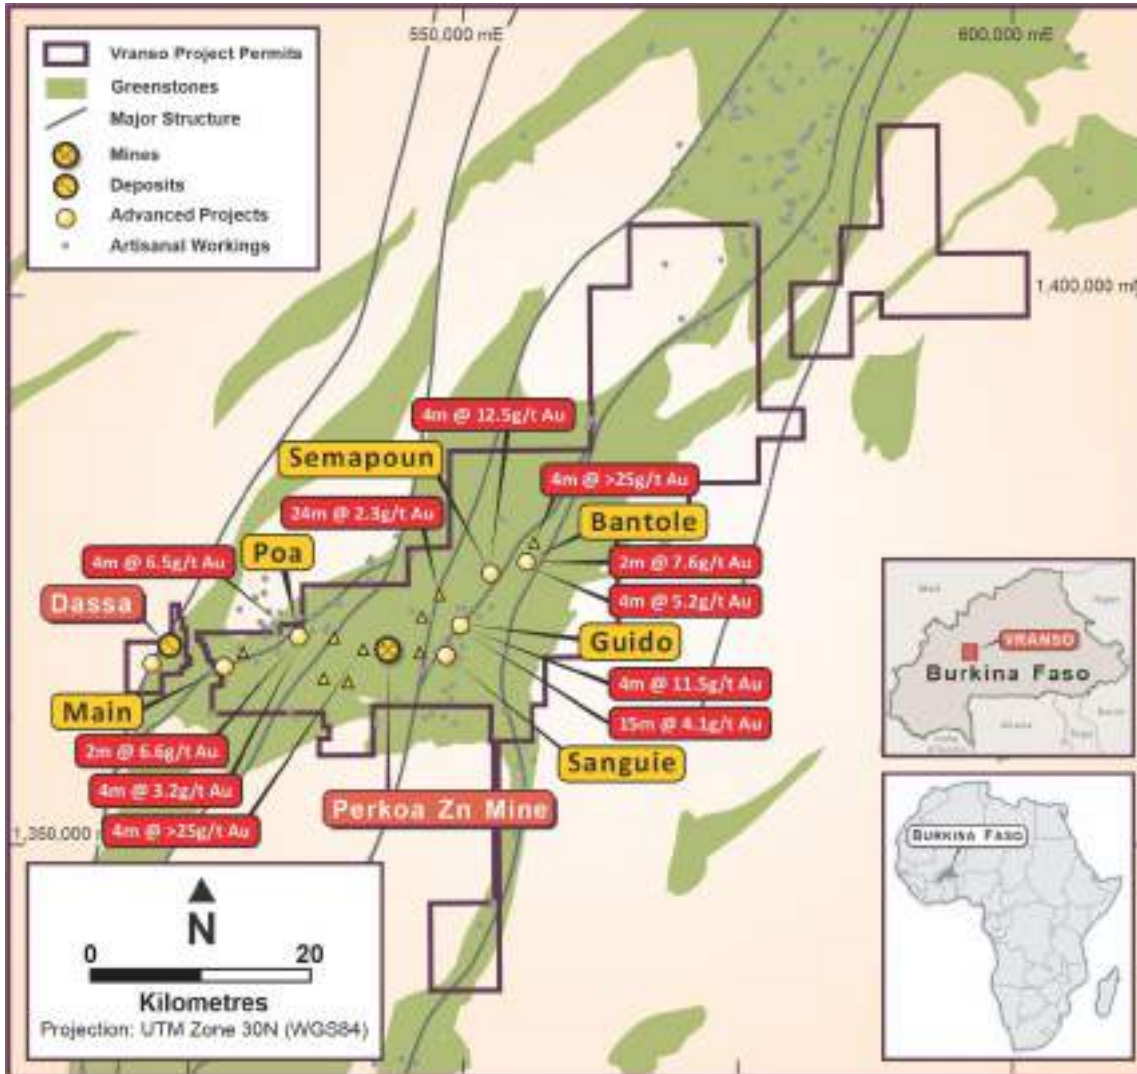 550,000 mE
600,000 mE
Vranso Project Permits
Greenstones
Major Structure
Mines
Deposits
Advanced Projects
Artisanal Workings
1,400,000 mN
4m @ 12.5g/t Au
Semapoun
4m @ >25g/t Au
24m @ 2.3g/t Au
Bantole
4m @ 6.5g/t Au
Poa
2m @ 7.6g/t Au
Dassa
4m @ 5.2g/t Au
Guido
Main
4m @ 11.5g/t Au
15m @ 4.1g/t Au
2m @ 6.6g/t Au
Sanguie
4m @ 3.2g/t Au
Perkoa Zn Mine
4m @ >25g/t Au
1,350,000 m
N
0 20
Kilometres
Projection: UTM Zone 30N (WGS84)
Mali
Niger
VRANSO
Burkina Faso
Ghana
Togo
Benin
BURKINA FASO